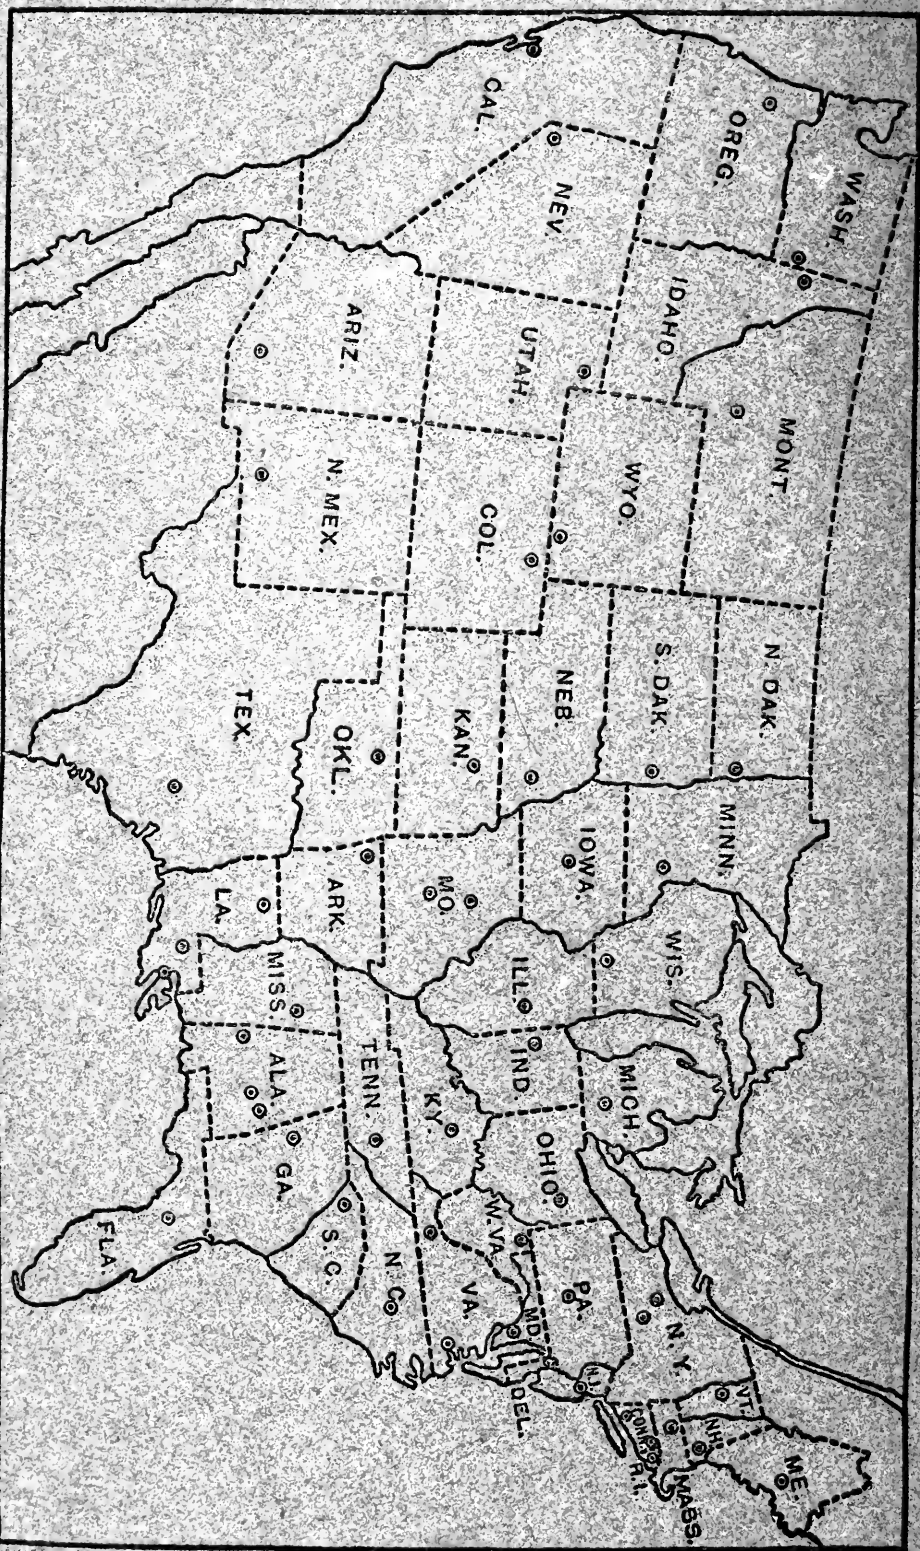 WASH.
OREG.
CAL.
NEV.
IDAHO.
MONT.
WYO.
UTAH.
ARIZ.
COL.
N. MEX.
N. DAK.
S. DAK.
NEB.
KAN.
OKL.
TEX.
MINN.
IOWA.
MO.
ARK.
LA.
WIS.
ILL.
MICH.
IND.
OHIO.
KY.
TENN.
MISS.
ALA.
GA.
FLA.
S. C.
N. C.
VA.
W. VA.
MD.
DEL.
PA.
N. J.
N. Y.
VT.
N. H.
ME.
MASS.
R. I.
CONN.